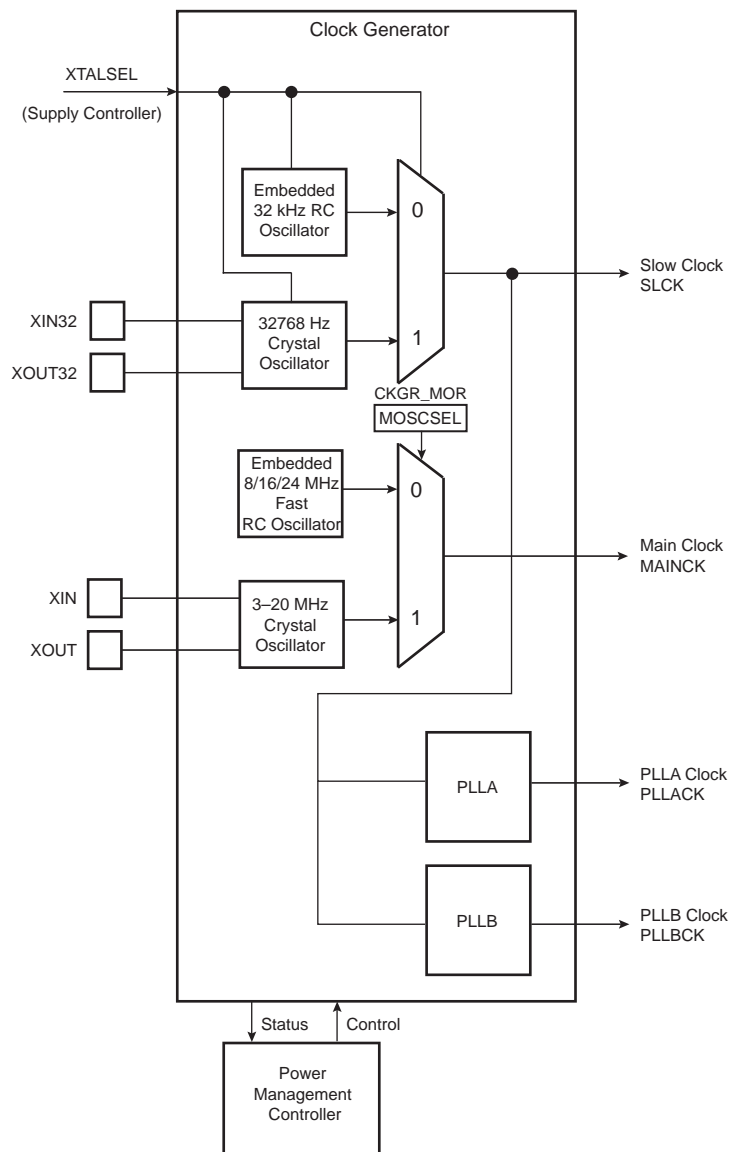 Clock Generator
XTALSEL
(Supply Controller)
Embedded
32 kHz RC
Oscillator
0
Slow Clock
SLCK
XIN32
XOUT32
32768 Hz
Crystal
Oscillator
1
CKGR_MOR
MOSCSEL
Embedded
8/16/24 MHz
Fast
RC Oscillator
0
Main Clock
MAINCK
XIN
XOUT
3–20 MHz
Crystal
Oscillator
1
PLLA
PLLA Clock
PLLACK
PLLB
PLLB Clock
PLLBCK
Status
Control
Power
Management
Controller